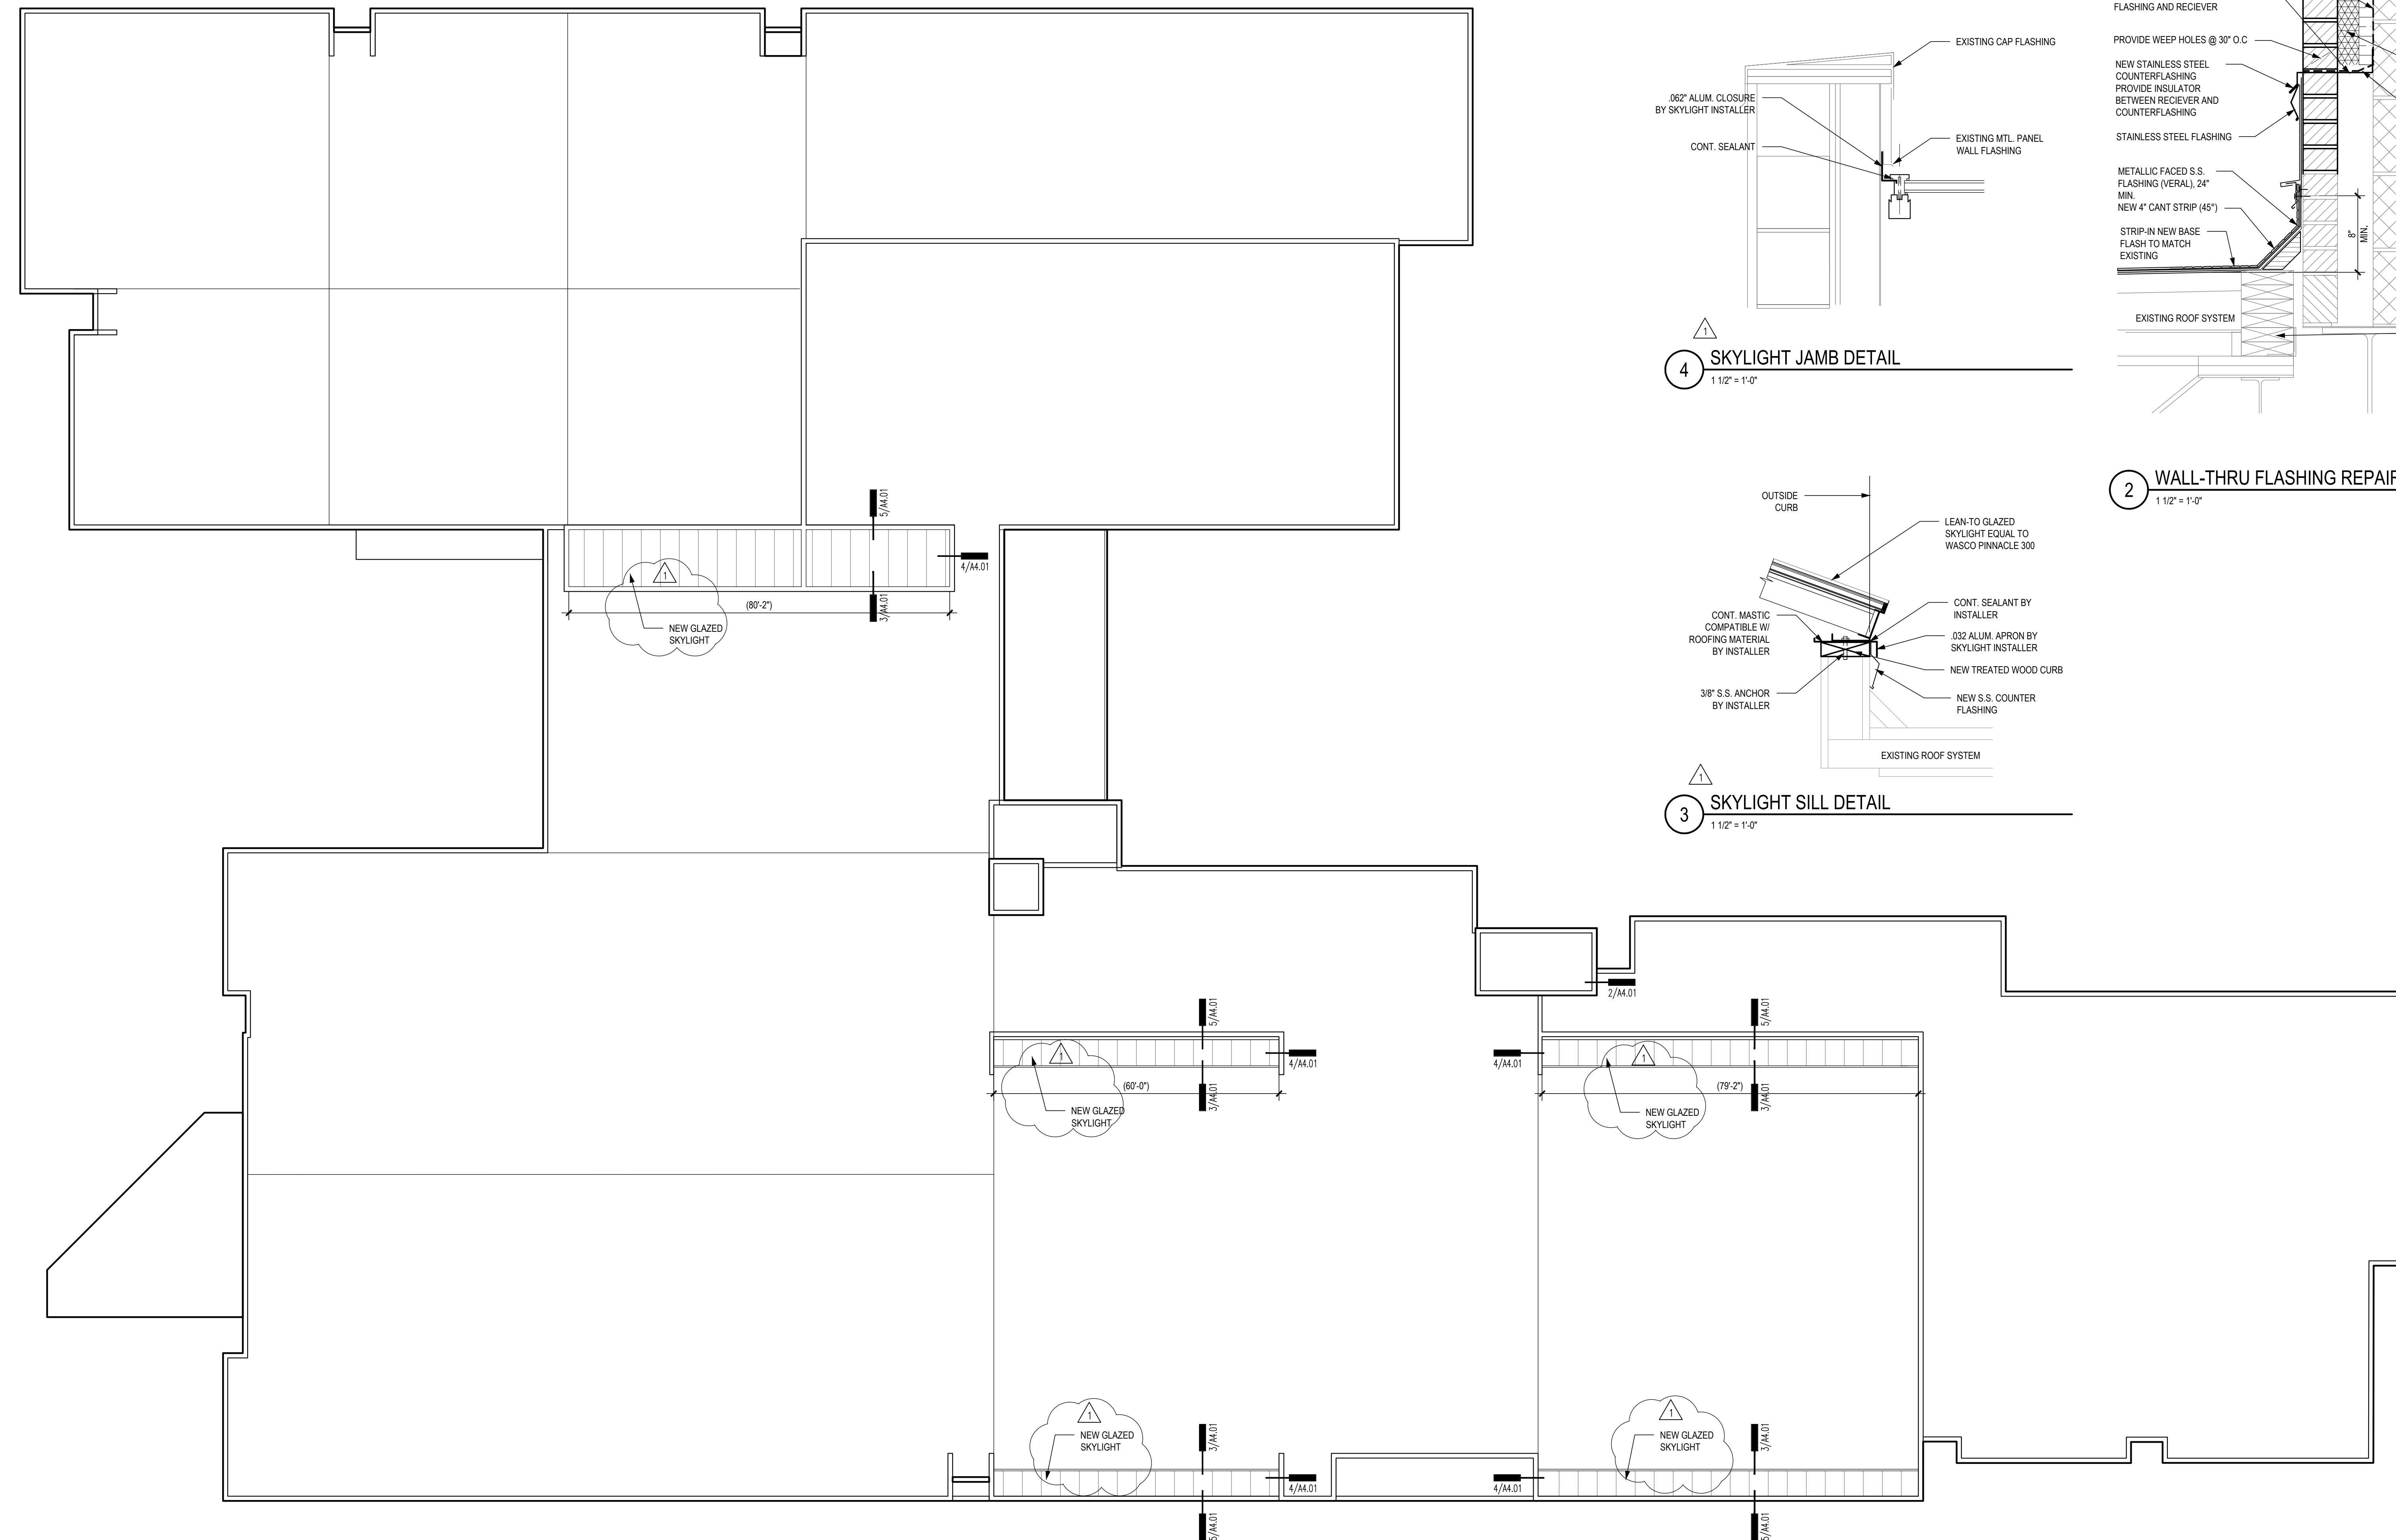 EXISTING CAP FLASHING
.062" ALUM. CLOSURE
BY SKYLIGHT INSTALLER
CONT. SEALANT
EXISTING MTL. PANEL
WALL FLASHING
1
4
SKYLIGHT JAMB DETAIL
1 1/2" = 1'-0"
FLASHING AND RECIEVER
PROVIDE WEEP HOLES @ 30" O.C
NEW STAINLESS STEEL
COUNTERFLASHING
PROVIDE INSULATOR
BETWEEN RECIEVER AND
COUNTERFLASHING
STAINLESS STEEL FLASHING
METALLIC FACED S.S.
FLASHING (VERAL), 24"
MIN.
NEW 4" CANT STRIP (45°)
STRIP-IN NEW BASE
FLASH TO MATCH
EXISTING
8"
MIN.
EXISTING ROOF SYSTEM
2
WALL-THRU FLASHING REPAIR
1 1/2" = 1'-0"
OUTSIDE
CURB
LEAN-TO GLAZED
SKYLIGHT EQUAL TO
WASCO PINNACLE 300
CONT. MASTIC
COMPATIBLE W/
ROOFING MATERIAL
BY INSTALLER
CONT. SEALANT BY
INSTALLER
.032 ALUM. APRON BY
SKYLIGHT INSTALLER
NEW TREATED WOOD CURB
3/8" S.S. ANCHOR
BY INSTALLER
NEW S.S. COUNTER
FLASHING
EXISTING ROOF SYSTEM
1
3
SKYLIGHT SILL DETAIL
1 1/2" = 1'-0"
5/A4.01
4/A4.01
1
(80'-2")
3/A4.01
NEW GLAZED
SKYLIGHT
2/A4.01
5/A4.01
1
4/A4.01
(60'-0")
3/A4.01
NEW GLAZED
SKYLIGHT
5/A4.01
4/A4.01
1
(79'-2")
3/A4.01
NEW GLAZED
SKYLIGHT
1
NEW GLAZED
SKYLIGHT
3/A4.01
4/A4.01
5/A4.01
1
NEW GLAZED
SKYLIGHT
3/A4.01
4/A4.01
5/A4.01